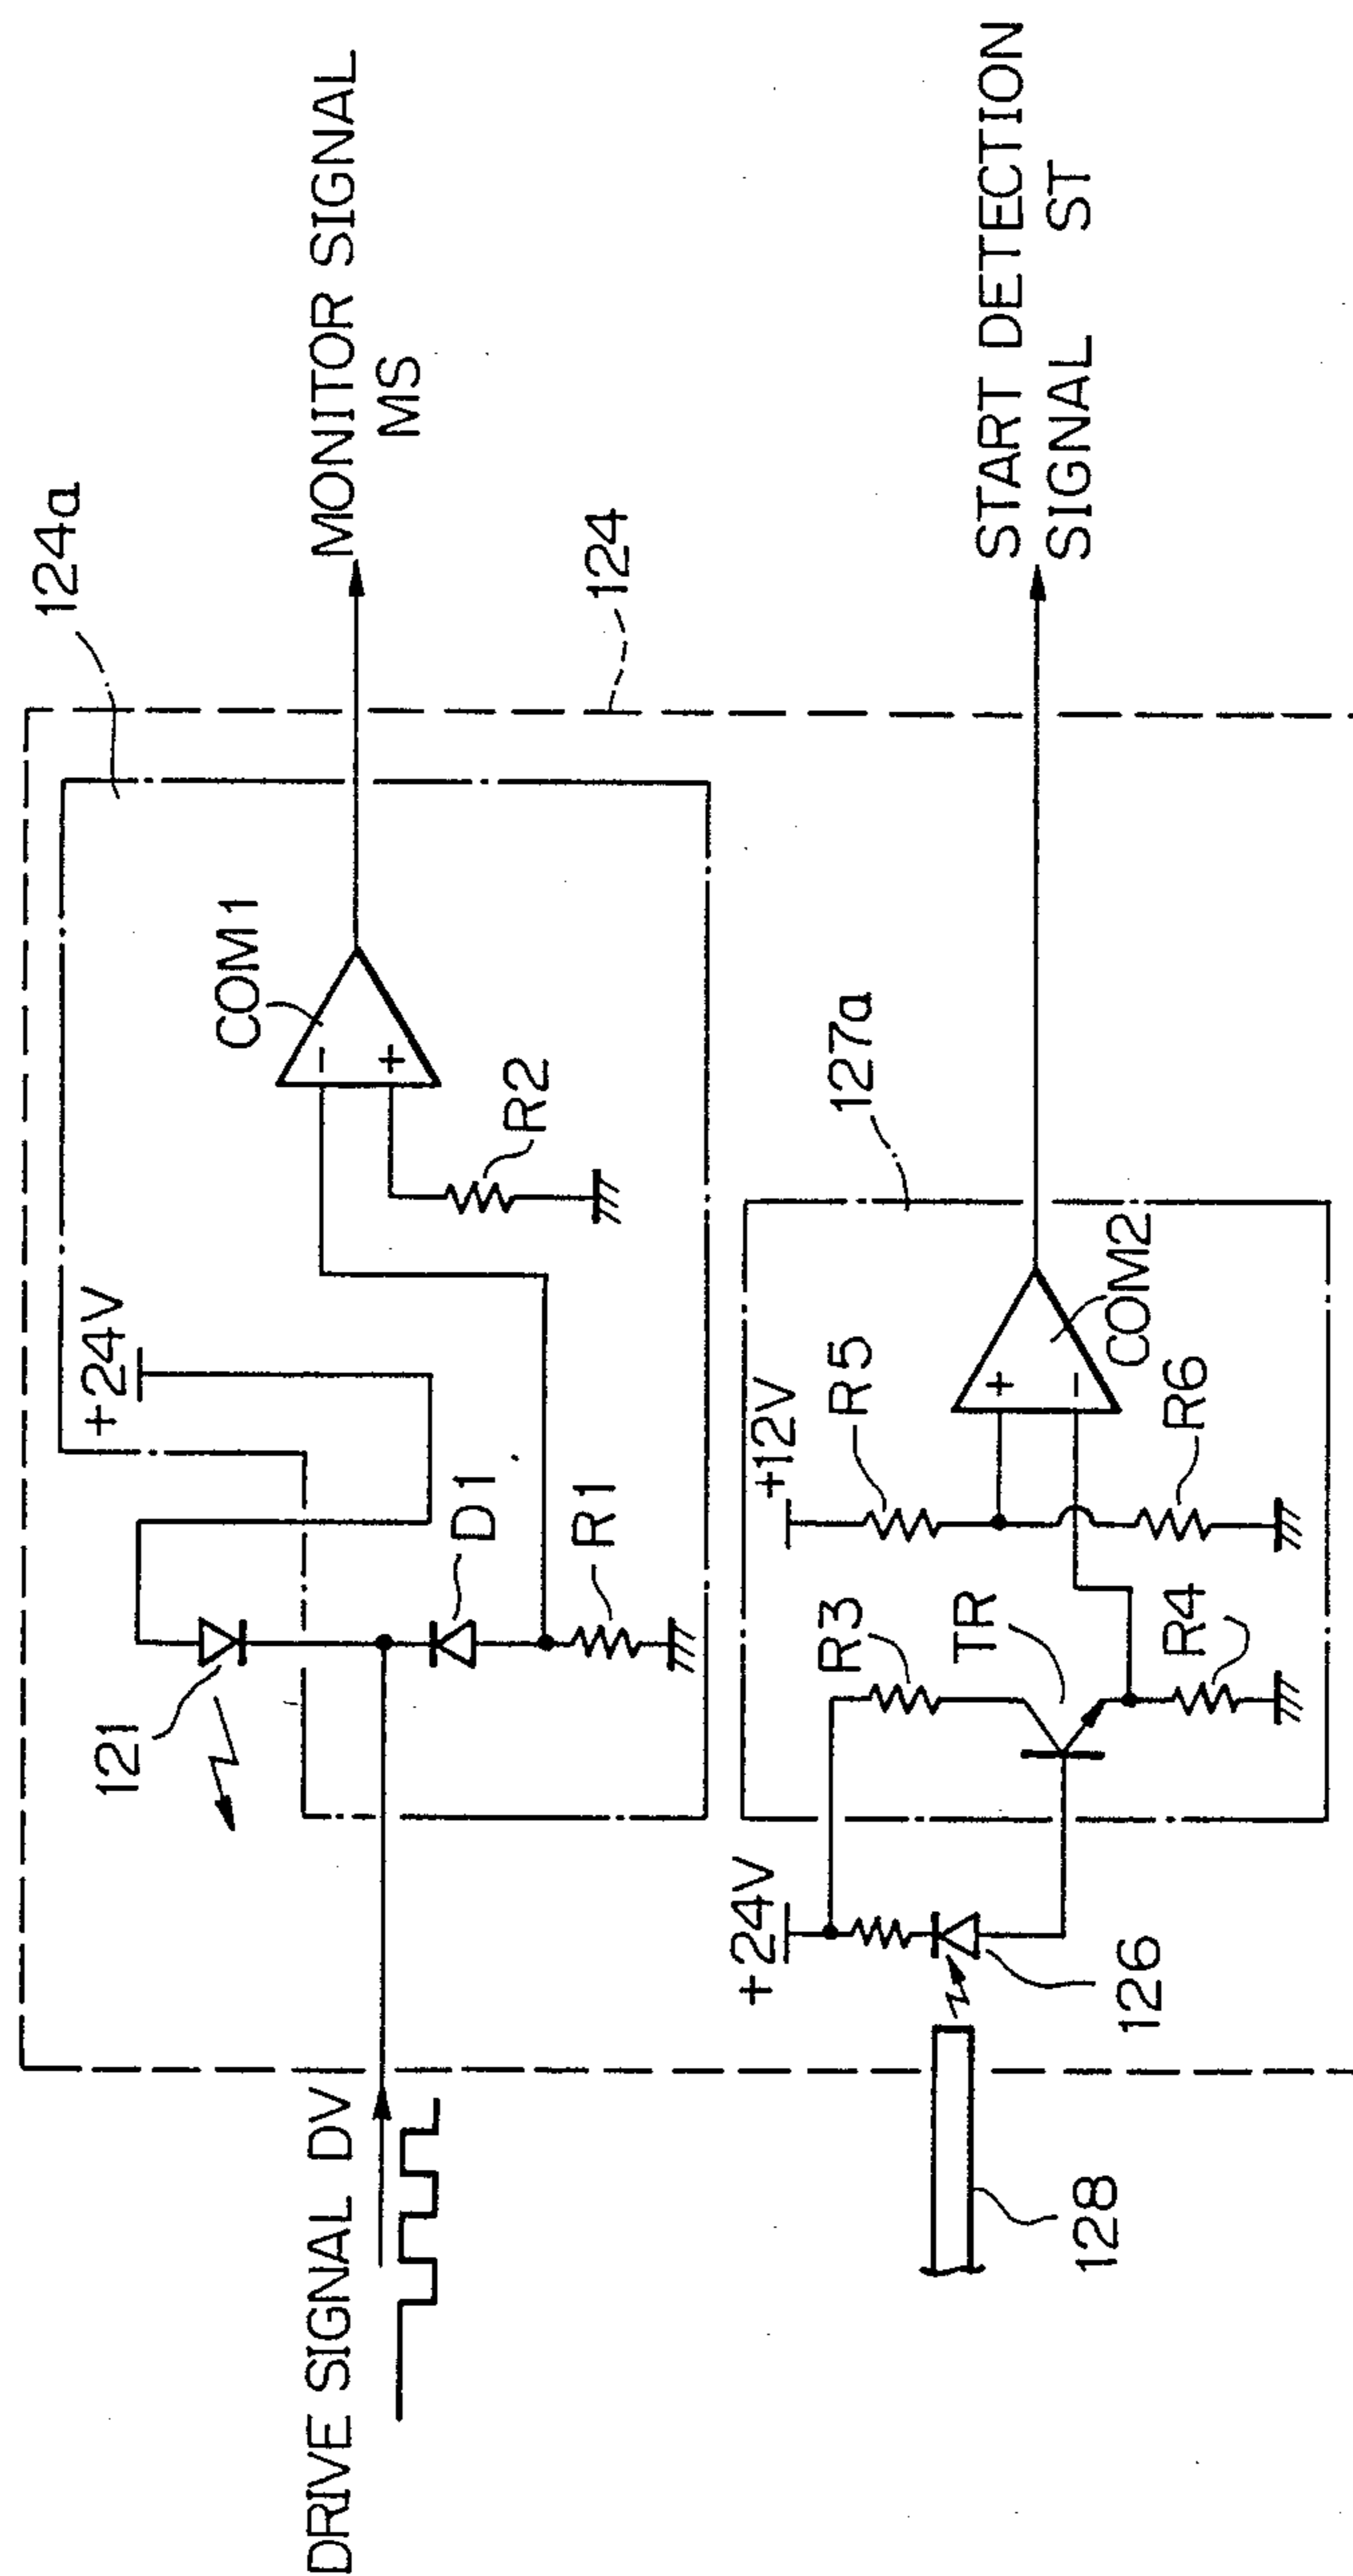 124a
MONITOR SIGNAL
MS
124
COM1
−
+
R2
+24V
121
D1
R1
DRIVE SIGNAL DV
START DETECTION
SIGNAL ST
127a
COM2
+12V
R5
+
−
R6
R3
TR
R4
+24V
126
128